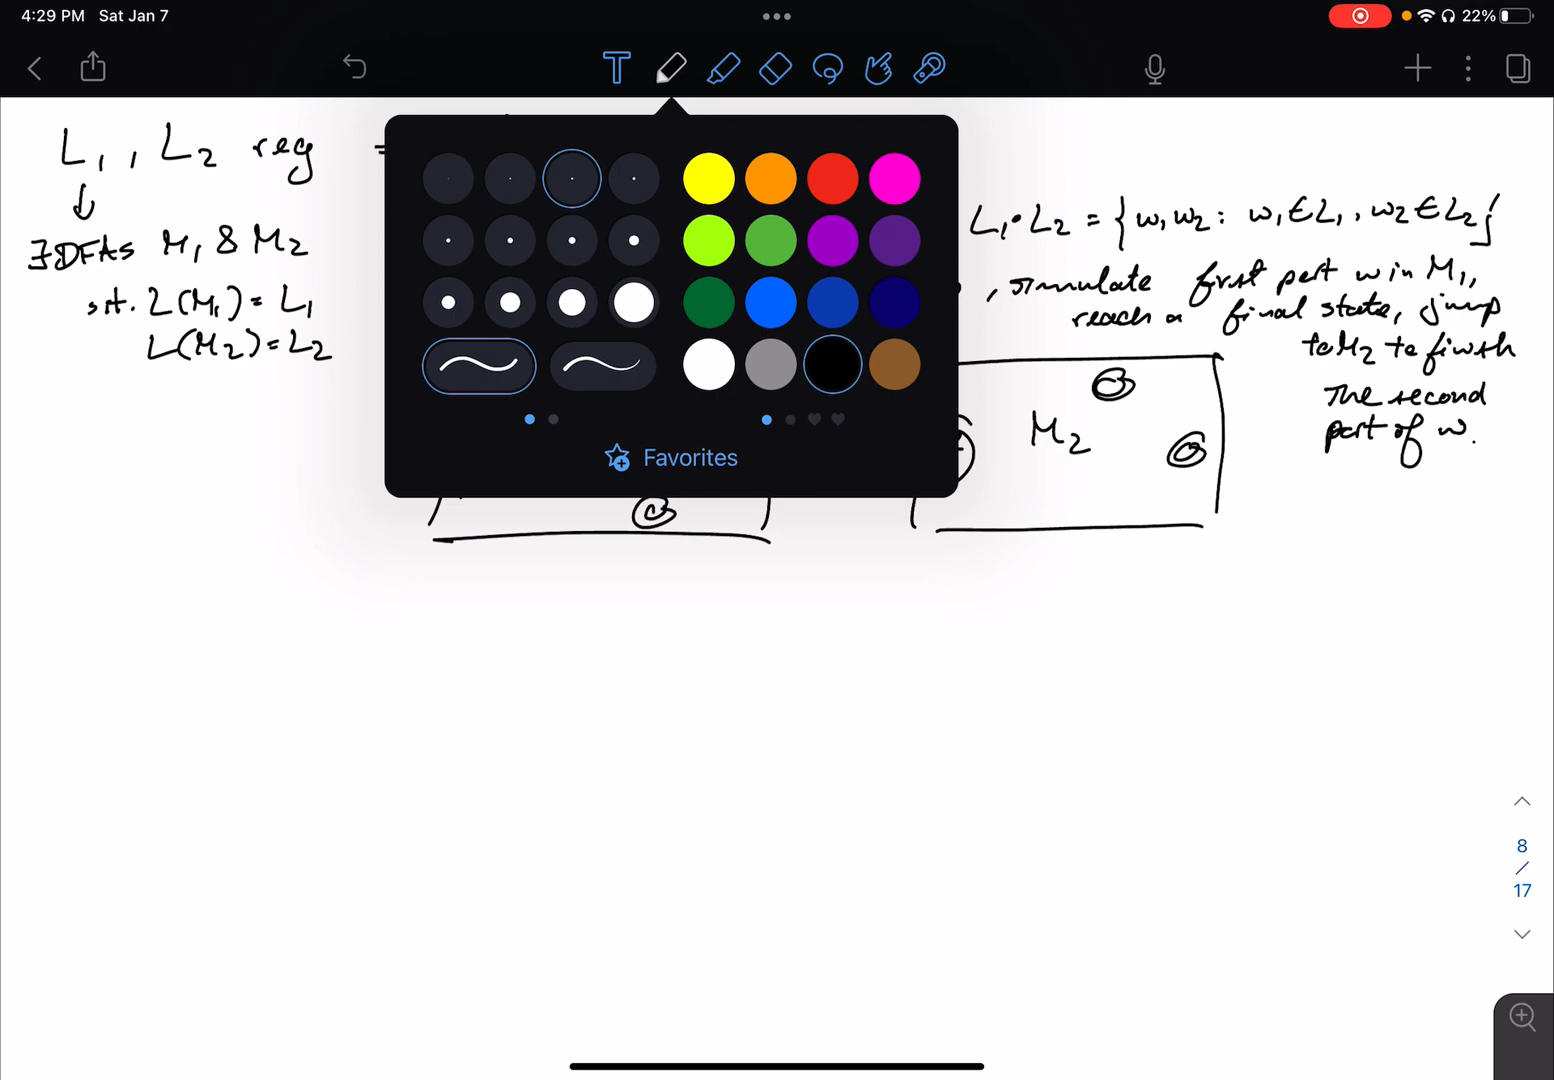 4:29 PM Sat Jan 7
22%
L₁, L₂ reg =
↓
∃DFAs M₁ & M₂
s.t. L(M₁) = L₁
L(M₂) = L₂
L₁•L₂ = {w₁w₂ : w₁∈L₁, w₂∈L₂}
, simulate first part w in M₁,
reach a final state, jump
to M₂ to finish
the second
part of w.
M₂
Favorites
8
/
17